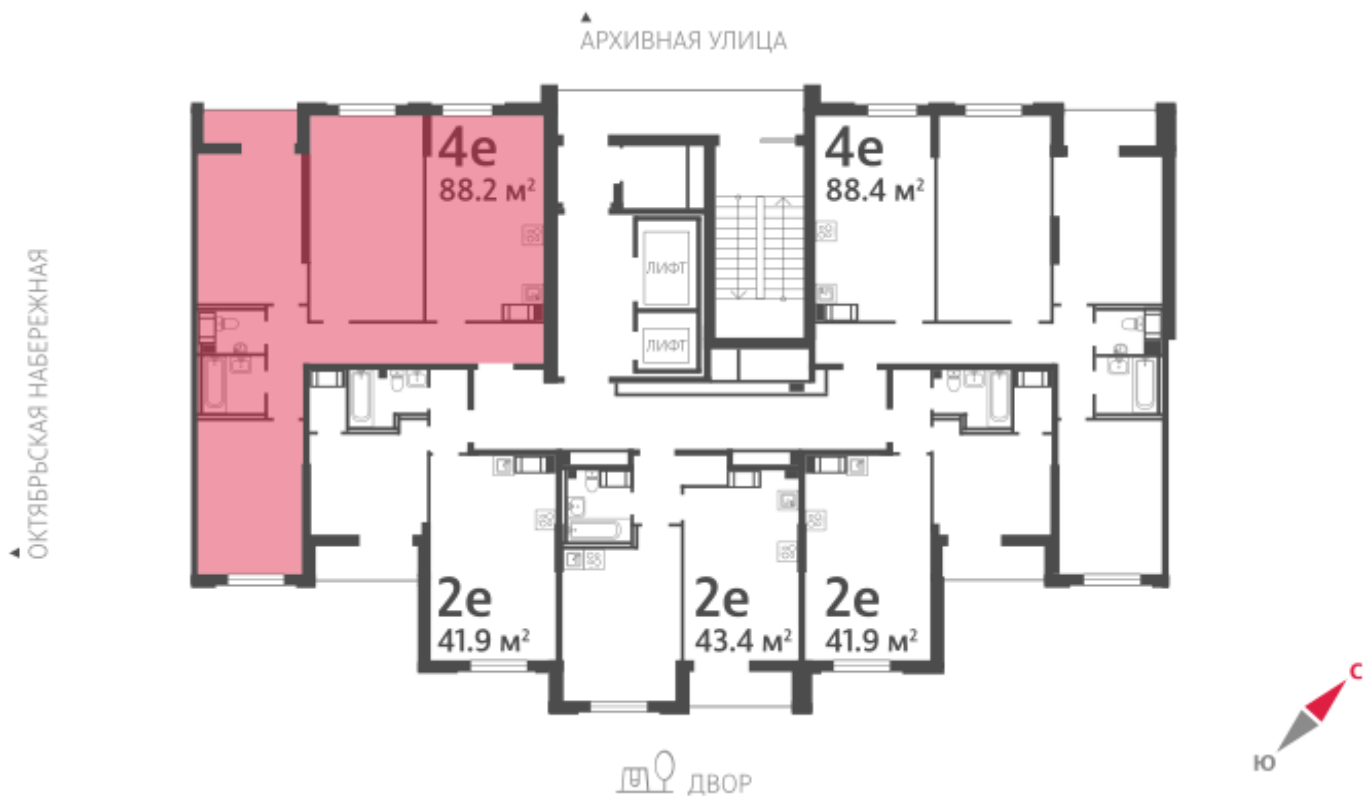 АРХИВНАЯ УЛИЦА
ОКТЯБРЬСКАЯ НАБЕРЕЖНАЯ
4е
88.2 м²
4е
88.4 м²
ЛИФТ
ЛИФТ
2е
41.9 м²
2е
43.4 м²
2е
41.9 м²
С
Ю
ДВОР